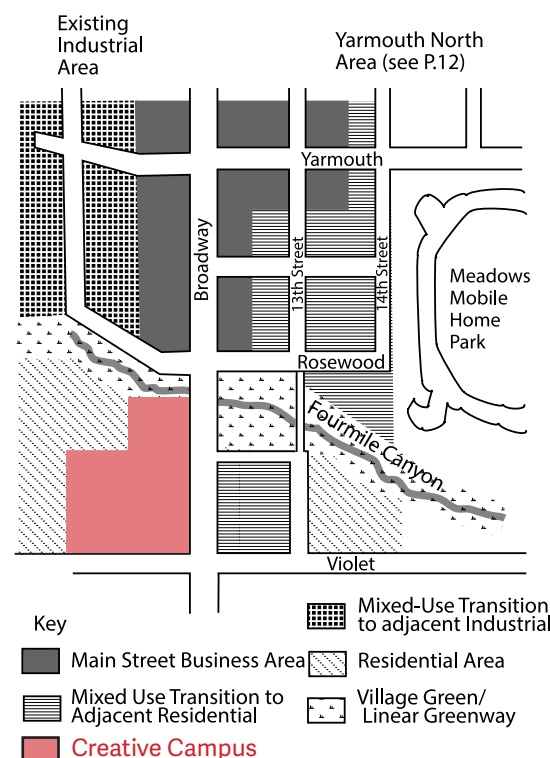 Existing
Industrial
Area
Yarmouth North
Area (see P.12)
Yarmouth
Broadway
13th Street
14th Street
Meadows
Mobile
Home
Park
Rosewood
Fourmile Canyon
Violet
Key
Mixed-Use Transition
to adjacent Industrial
Main Street Business Area
Residential Area
Mixed Use Transition to
Adjacent Residential
Village Green/
Linear Greenway
Creative Campus